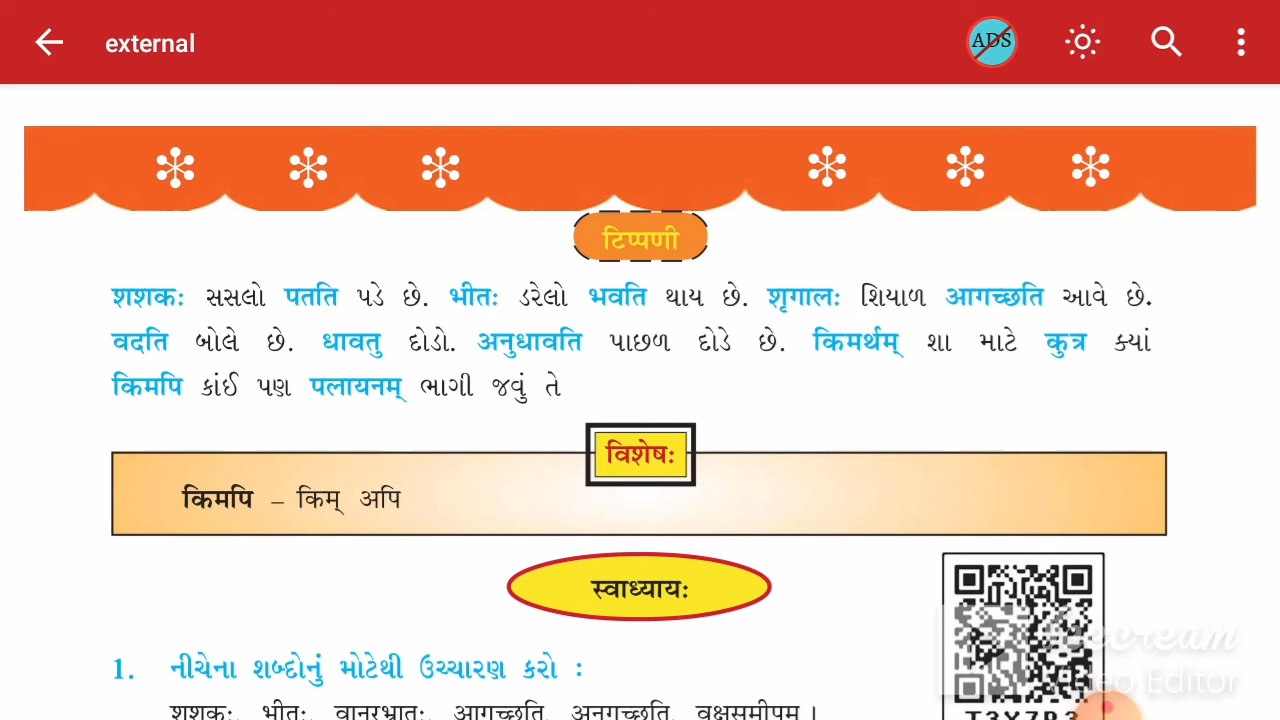 external
ADS
टिप्पणी
शशकः સસલો पतति પડે છે. भीतः ડરેલો भवति થાય છે. शृगालः શિયાળ आगच्छति આવે છે.
वदति બોલે છે. धावतु દોડો. अनुधावति પાછળ દોડે છે. किमर्थम् શા માટે कुत्र ક્યાં
किमपि કાંઈ પણ पलायनम् ભાગી જવું તે
विशेषः
किमपि – किम् अपि
स्वाध्यायः
1. નીચેના શબ્દોનું મોટેથી ઉચ્ચારણ કરો :
शशकः, भीतः, वानरभ्रातः, आगच्छति, अनुगच्छति, वृक्षसमीपम् ।
Video Editor